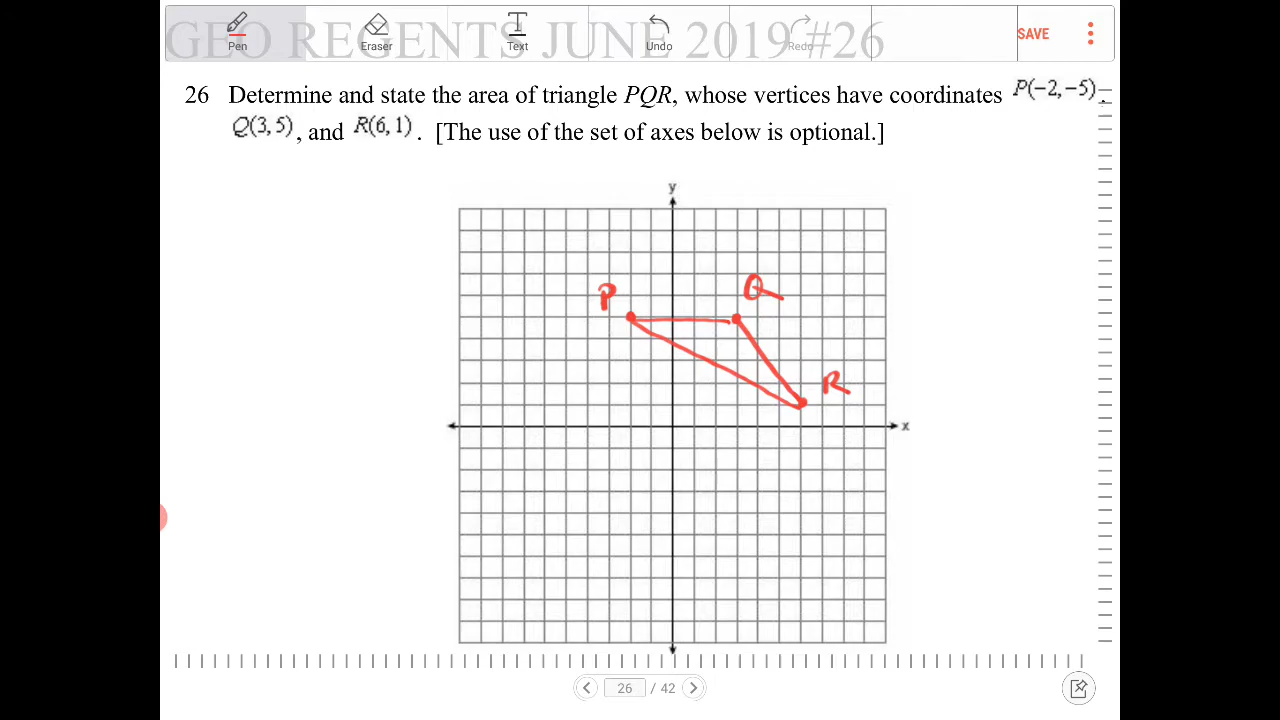 GEO REGENTS JUNE 2019 #26
Pen Eraser Text Undo Redo SAVE
26 Determine and state the area of triangle PQR, whose vertices have coordinates P(−2,−5),
Q(3,5), and R(6,1). [The use of the set of axes below is optional.]
y
P Q
R
x
26 / 42